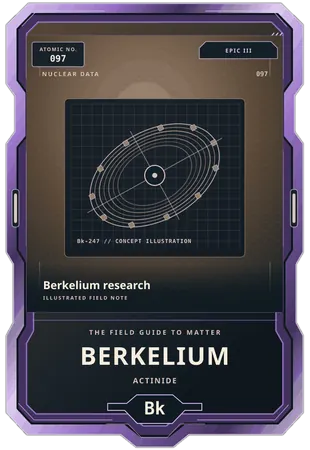 ATOMIC NO.
097
EPIC III
NUCLEAR DATA
097
Bk-247 // CONCEPT ILLUSTRATION
Berkelium research
ILLUSTRATED FIELD NOTE
THE FIELD GUIDE TO MATTER
BERKELIUM
ACTINIDE
Bk